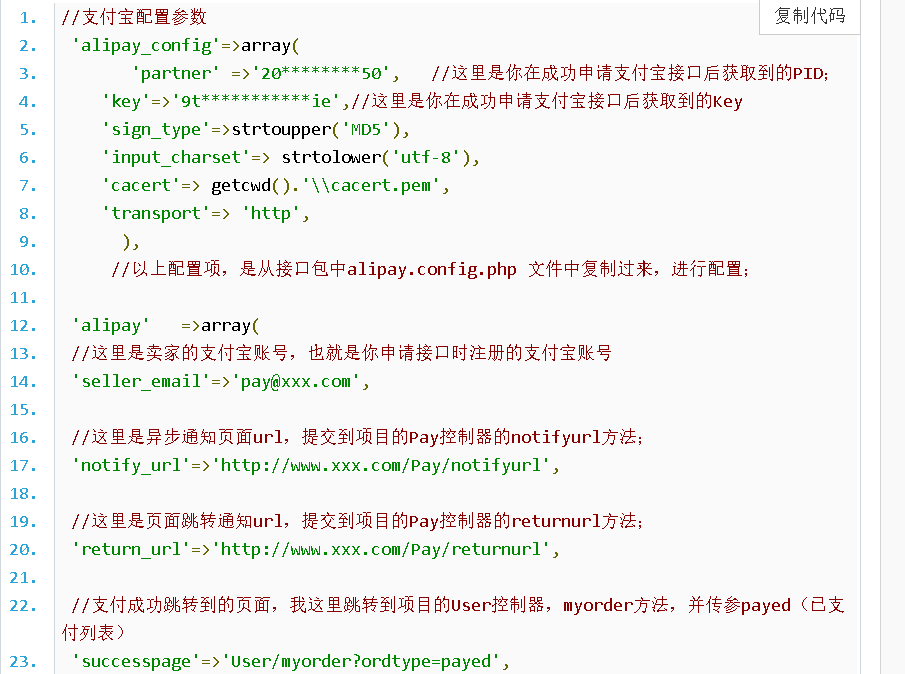 复制代码
1. //支付宝配置参数
2. 'alipay_config'=>array(
3. 'partner' =>'20********50', //这里是你在成功申请支付宝接口后获取到的PID;
4. 'key'=>'9t***********ie',//这里是你在成功申请支付宝接口后获取到的Key
5. 'sign_type'=>strtoupper('MD5'),
6. 'input_charset'=> strtolower('utf-8'),
7. 'cacert'=> getcwd().'\\cacert.pem',
8. 'transport'=> 'http',
9. ),
10. //以上配置项，是从接口包中alipay.config.php 文件中复制过来，进行配置;
11.
12. 'alipay' =>array(
13. //这里是卖家的支付宝账号，也就是你申请接口时注册的支付宝账号
14. 'seller_email'=>'pay@xxx.com',
15.
16. //这里是异步通知页面url，提交到项目的Pay控制器的notifyurl方法;
17. 'notify_url'=>'http://www.xxx.com/Pay/notifyurl',
18.
19. //这里是页面跳转通知url，提交到项目的Pay控制器的returnurl方法;
20. 'return_url'=>'http://www.xxx.com/Pay/returnurl',
21.
22. //支付成功跳转到的页面，我这里跳转到项目的User控制器，myorder方法，并传参payed（已支
付列表）
23. 'successpage'=>'User/myorder?ordtype=payed',